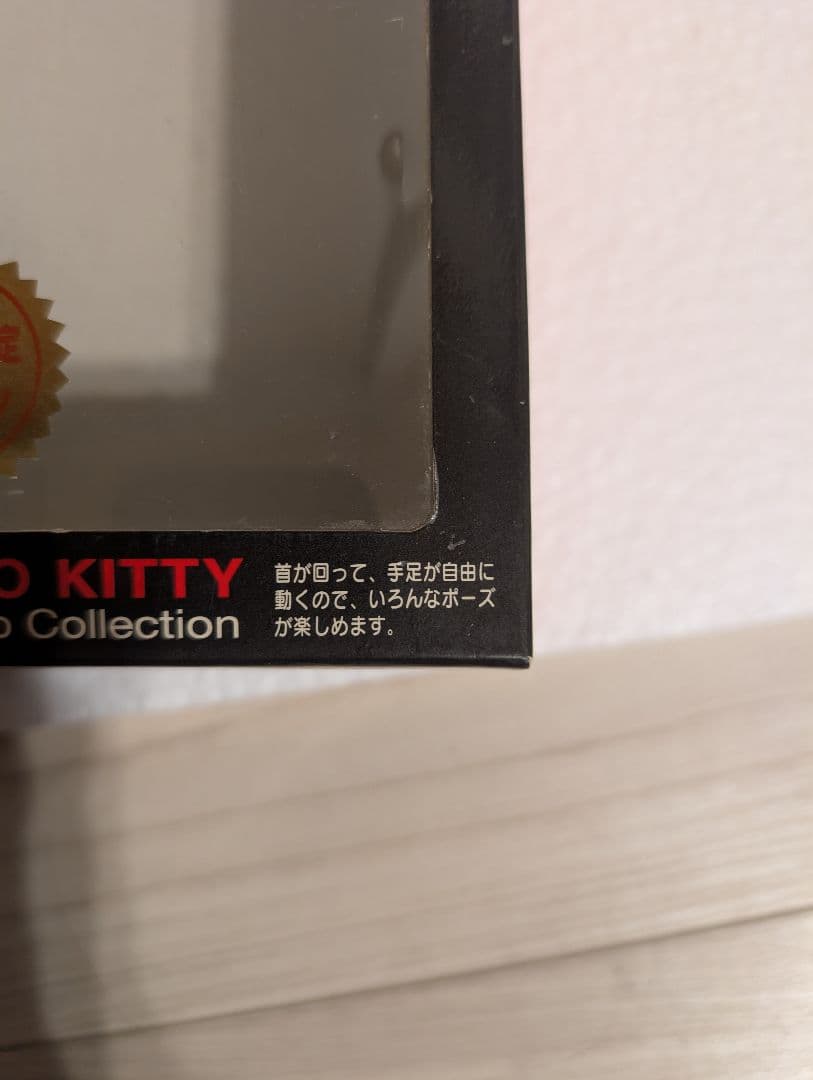 KITTY
Collection
首が回って、手足が自由に
動くので、いろんなポーズ
が楽しめます。